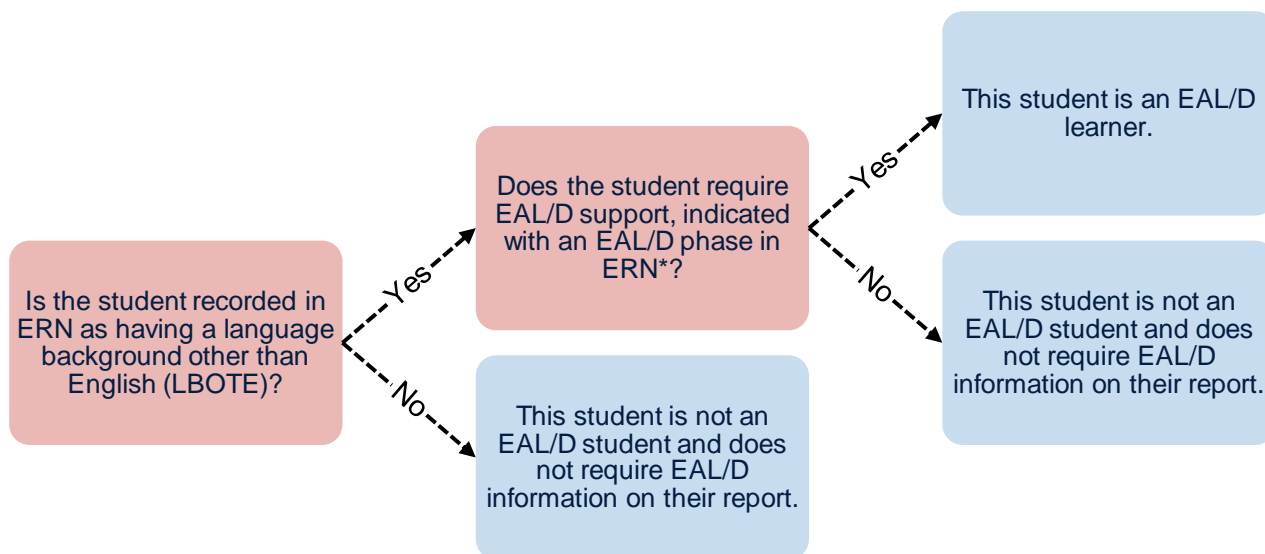 Is the student recorded in
ERN as having a language
background other than
English (LBOTE)?
Yes
No
Does the student require
EAL/D support, indicated
with an EAL/D phase in
ERN*?
This student is not an
EAL/D student and does
not require EAL/D
information on their report.
Yes
No
This student is an EAL/D
learner.
This student is not an
EAL/D student and does
not require EAL/D
information on their report.